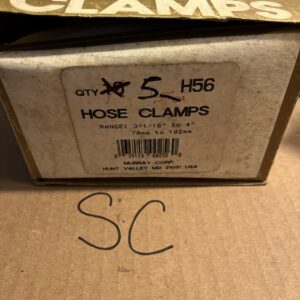 CLAMPS
QTY 10 5 H56
HOSE CLAMPS
RANGE: 3-1/16" to 4"
78mm to 102mm
MURRAY CORP.
HUNT VALLEY MD 21031 USA
SC